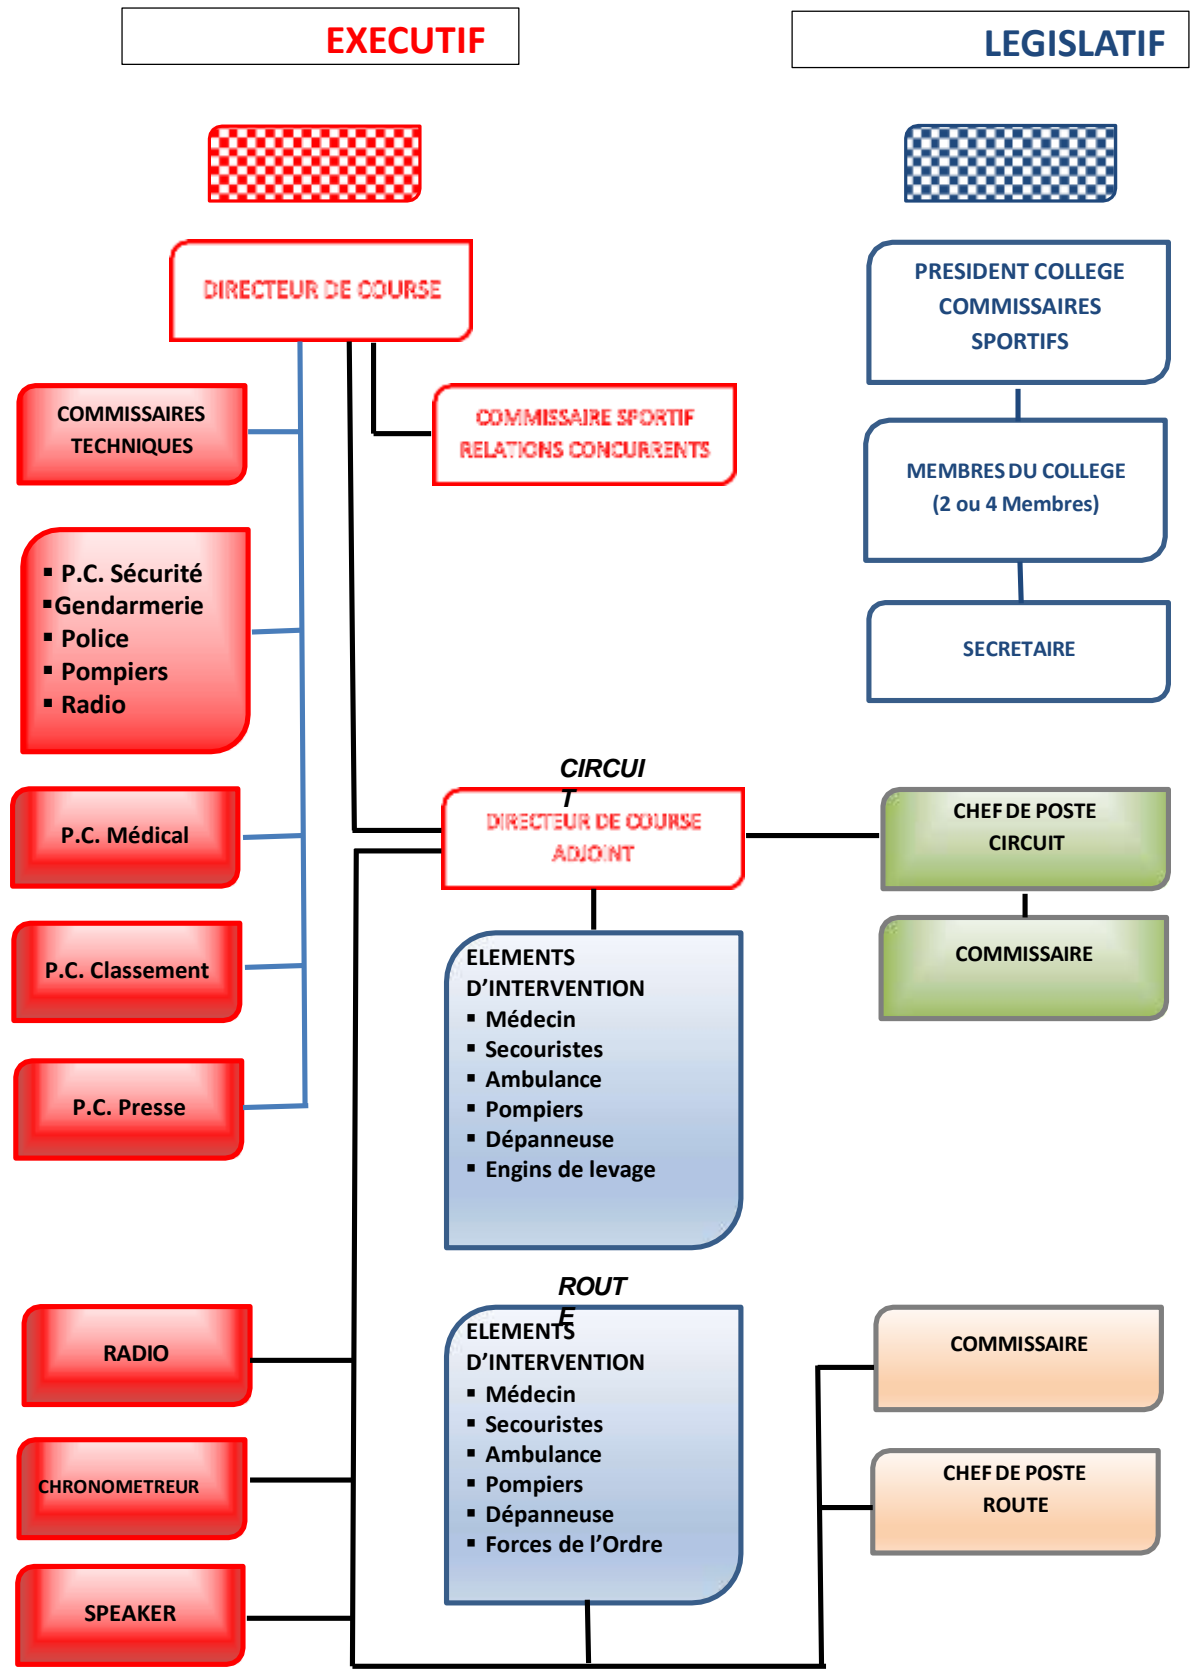 EXECUTIF
LEGISLATIF
DIRECTEUR DE COURSE
PRESIDENT COLLEGE
COMMISSAIRES
SPORTIFS
COMMISSAIRES
TECHNIQUES
COMMISSAIRE SPORTIF
RELATIONS CONCURRENTS
MEMBRES DU COLLEGE
(2 ou 4 Membres)
▪ P.C. Sécurité
▪Gendarmerie
▪ Police
▪ Pompiers
▪ Radio
SECRETAIRE
CIRCUI
T
DIRECTEUR DE COURSE
ADJOINT
CHEF DE POSTE
CIRCUIT
P.C. Médical
COMMISSAIRE
P.C. Classement
ELEMENTS
D’INTERVENTION
▪ Médecin
▪ Secouristes
▪ Ambulance
▪ Pompiers
▪ Dépanneuse
▪ Engins de levage
P.C. Presse
ROUT
E
ELEMENTS
D’INTERVENTION
▪ Médecin
▪ Secouristes
▪ Ambulance
▪ Pompiers
▪ Dépanneuse
▪ Forces de l’Ordre
RADIO
COMMISSAIRE
CHRONOMETREUR
CHEF DE POSTE
ROUTE
SPEAKER